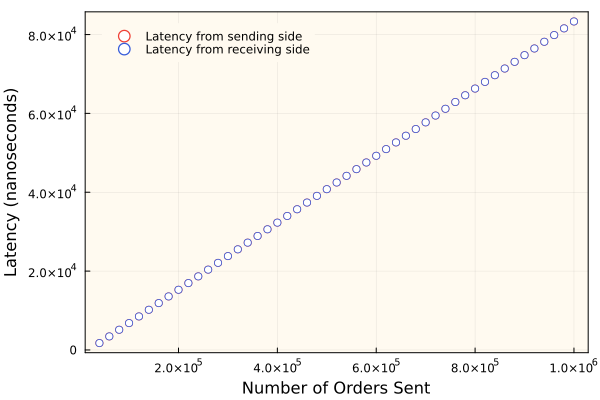 Latency from sending side
Latency from receiving side
8.0×10⁴
6.0×10⁴
4.0×10⁴
2.0×10⁴
0
Latency (nanoseconds)
2.0×10⁵ 4.0×10⁵ 6.0×10⁵ 8.0×10⁵ 1.0×10⁶
Number of Orders Sent